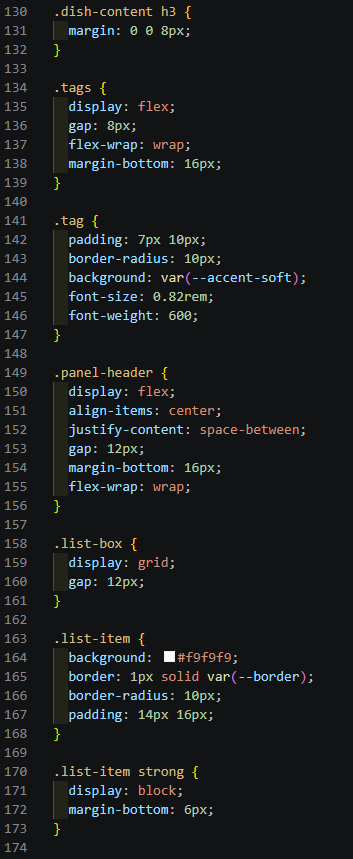 130 .dish-content h3 {
131 margin: 0 0 8px;
132 }
133
134 .tags {
135 display: flex;
136 gap: 8px;
137 flex-wrap: wrap;
138 margin-bottom: 16px;
139 }
140
141 .tag {
142 padding: 7px 10px;
143 border-radius: 10px;
144 background: var(--accent-soft);
145 font-size: 0.82rem;
146 font-weight: 600;
147 }
148
149 .panel-header {
150 display: flex;
151 align-items: center;
152 justify-content: space-between;
153 gap: 12px;
154 margin-bottom: 16px;
155 flex-wrap: wrap;
156 }
157
158 .list-box {
159 display: grid;
160 gap: 12px;
161 }
162
163 .list-item {
164 background: #f9f9f9;
165 border: 1px solid var(--border);
166 border-radius: 10px;
167 padding: 14px 16px;
168 }
169
170 .list-item strong {
171 display: block;
172 margin-bottom: 6px;
173 }
174